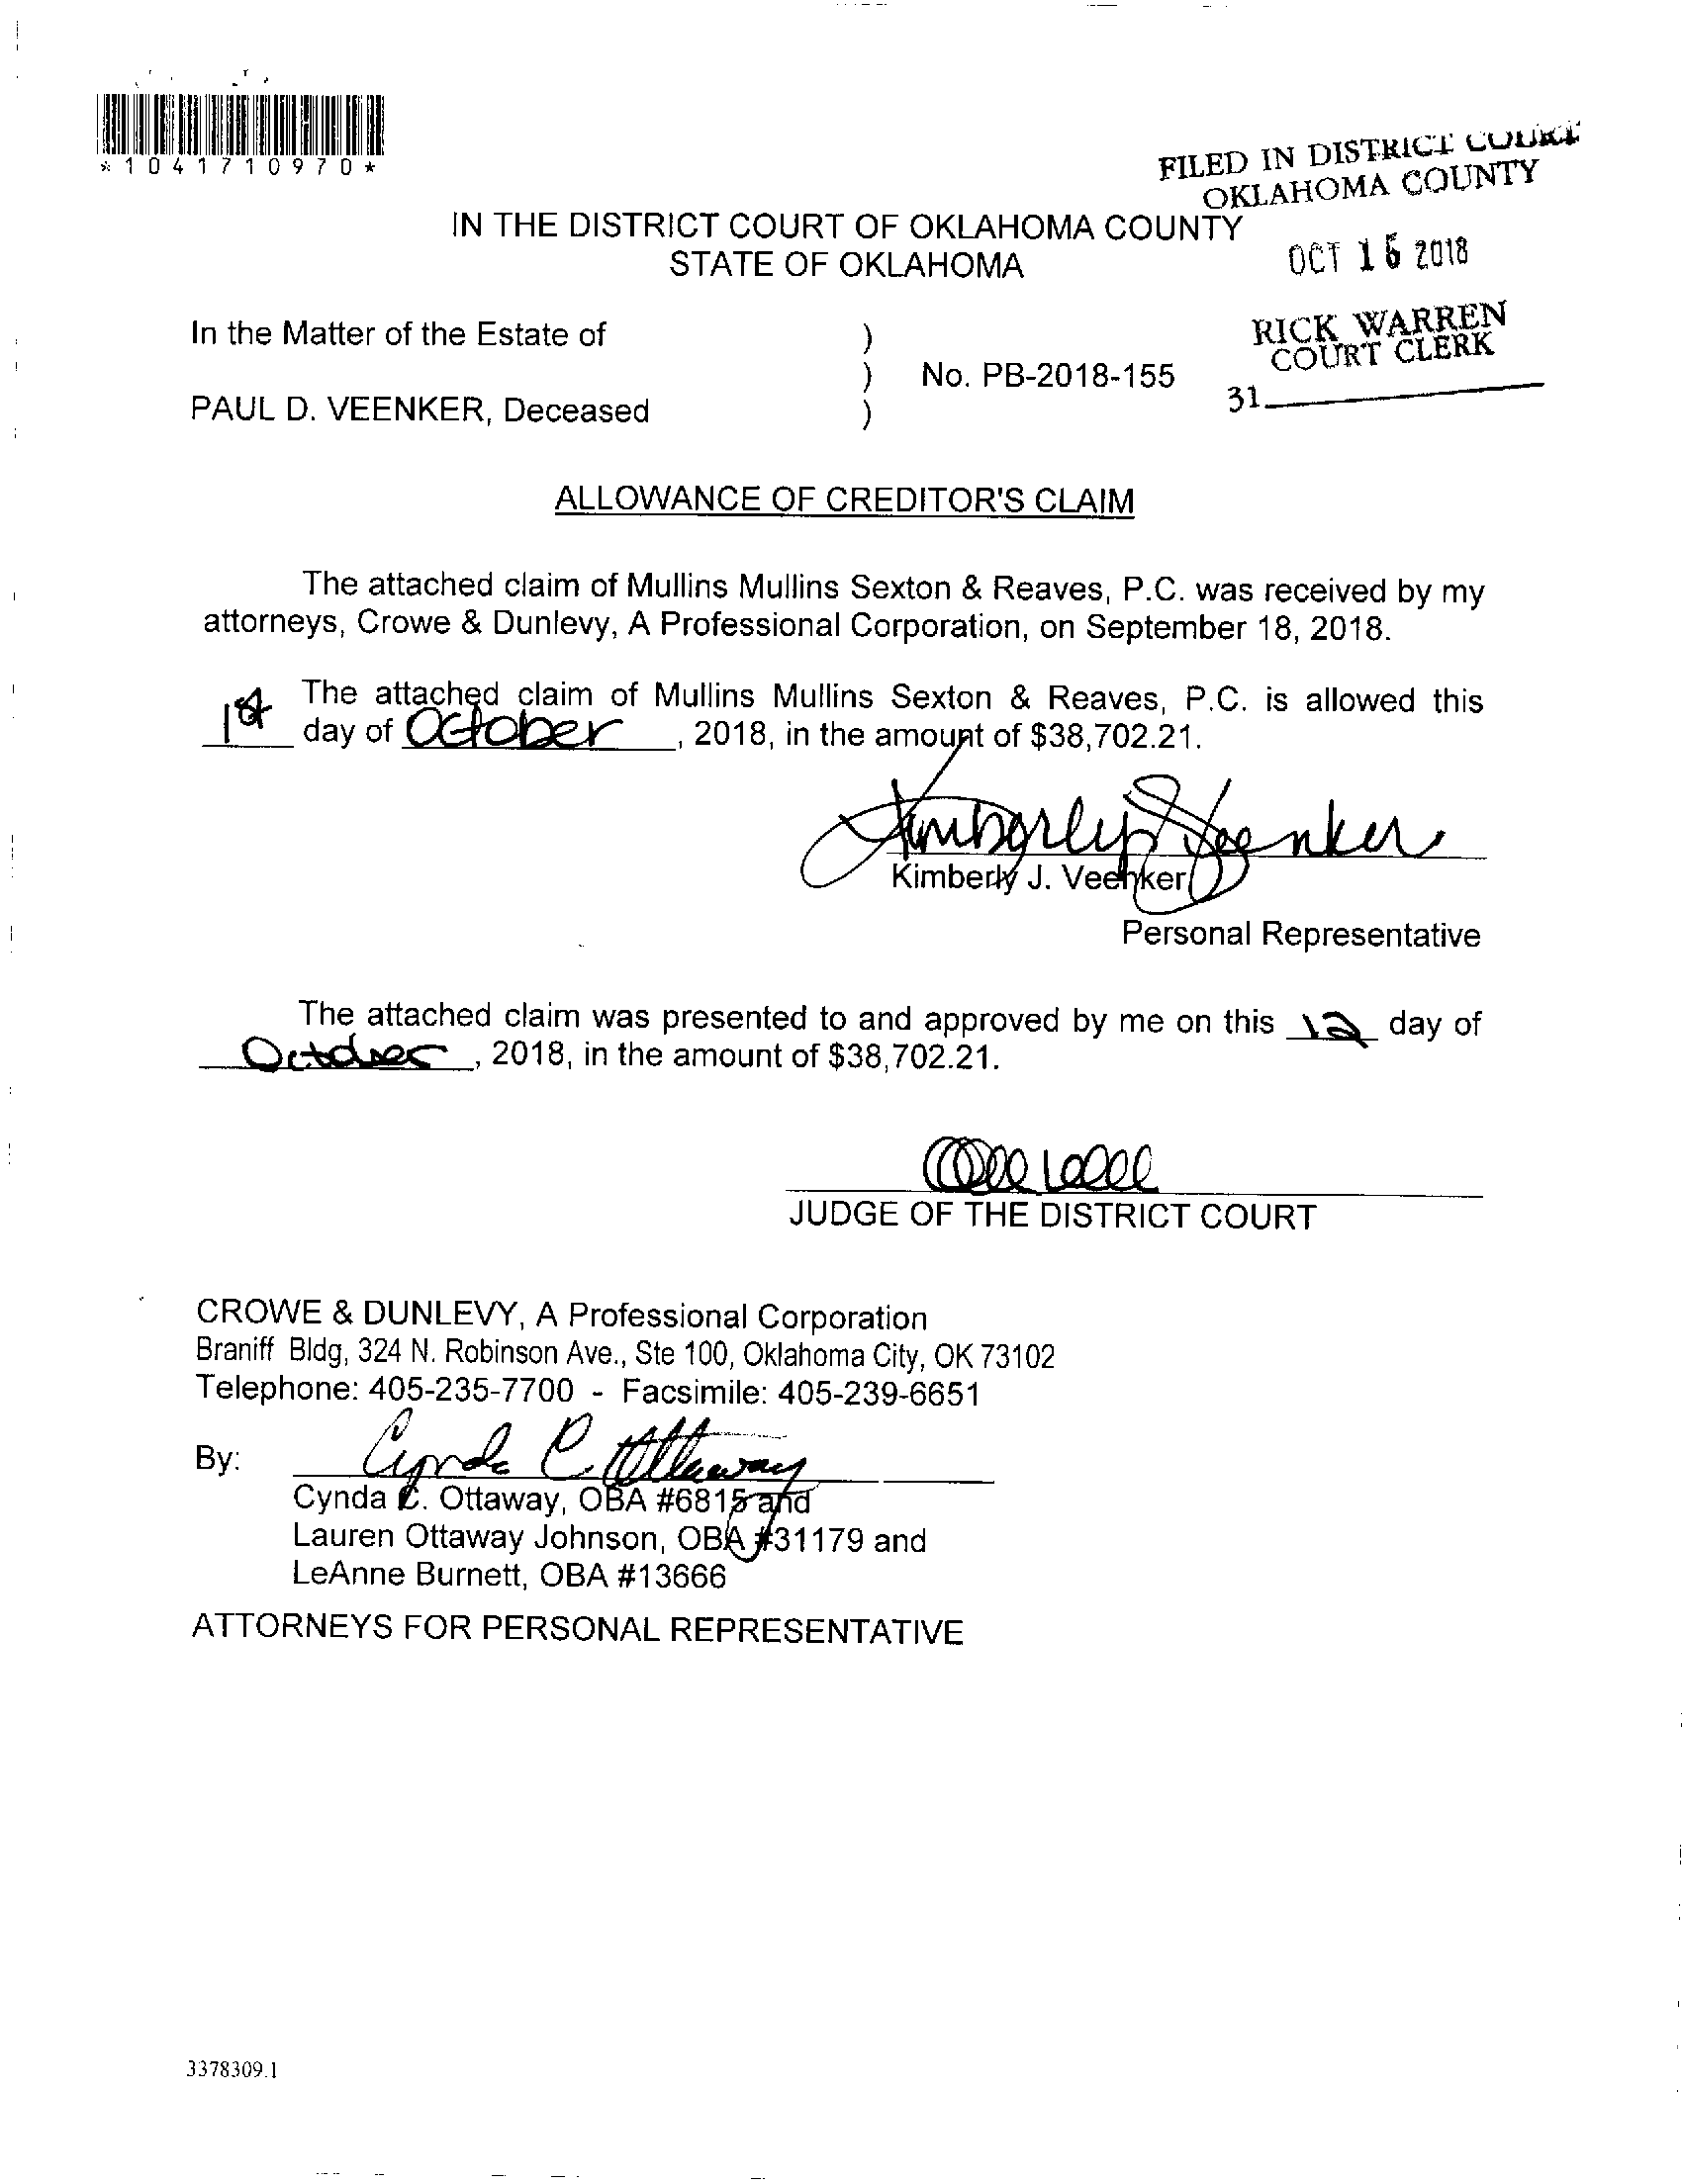 *1041710970*
FILED IN DISTRICT COURT
OKLAHOMA COUNTY
IN THE DISTRICT COURT OF OKLAHOMA COUNTY
STATE OF OKLAHOMA
OCT 16 2018
In the Matter of the Estate of )
RICK WARREN
COURT CLERK
) No. PB-2018-155
31
PAUL D. VEENKER, Deceased )
ALLOWANCE OF CREDITOR'S CLAIM
The attached claim of Mullins Mullins Sexton & Reaves, P.C. was received by my
attorneys, Crowe & Dunlevy, A Professional Corporation, on September 18, 2018.
The attached claim of Mullins Mullins Sexton & Reaves, P.C. is allowed this
1st day of October, 2018, in the amount of $38,702.21.
Kimberly J Veenker
Kimberly J. Veenker
Personal Representative
The attached claim was presented to and approved by me on this 12 day of
October, 2018, in the amount of $38,702.21.
JUDGE OF THE DISTRICT COURT
CROWE & DUNLEVY, A Professional Corporation
Braniff Bldg, 324 N. Robinson Ave., Ste 100, Oklahoma City, OK 73102
Telephone: 405-235-7700 - Facsimile: 405-239-6651
By: Cynda C Ottaway
Cynda C. Ottaway, OBA #6815 and
Lauren Ottaway Johnson, OBA #31179 and
LeAnne Burnett, OBA #13666
ATTORNEYS FOR PERSONAL REPRESENTATIVE
3378309.1